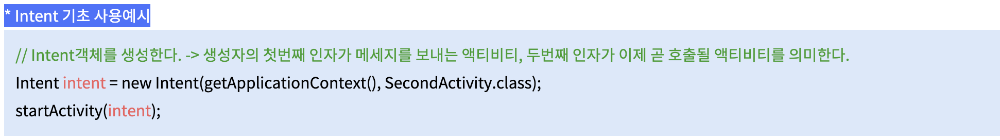 * Intent 기초 사용예시
// Intent객체를 생성한다. -> 생성자의 첫번째 인자가 메세지를 보내는 액티비티, 두번째 인자가 이제 곧 호출될 액티비티를 의미한다.
Intent intent = new Intent(getApplicationContext(), SecondActivity.class);
startActivity(intent);